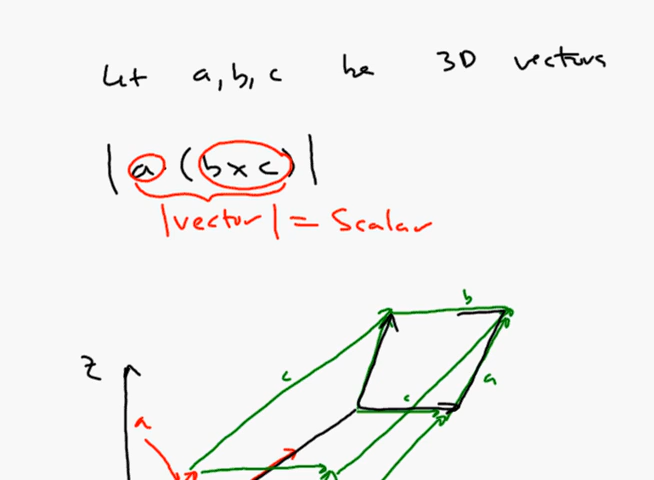 Let a, b, c be 3D vectors
|a (b×c)|
|vector| = Scalar
b
z
c
a
c
a